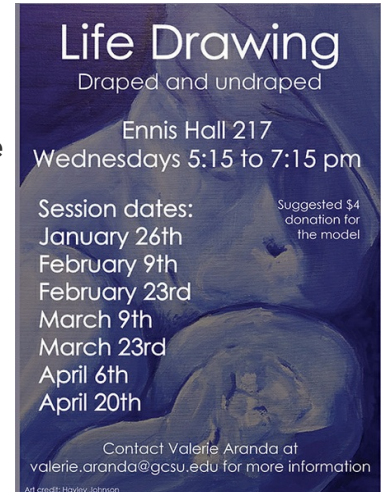 Life Drawing
Draped and undraped
Ennis Hall 217
Wednesdays 5:15 to 7:15 pm
Suggested $4
donation for
the model
Session dates:
January 26th
February 9th
February 23rd
March 9th
March 23rd
April 6th
April 20th
Contact Valerie Aranda at
valerie.aranda@gcsu.edu for more information
Art credit: Hayley Johnson
e